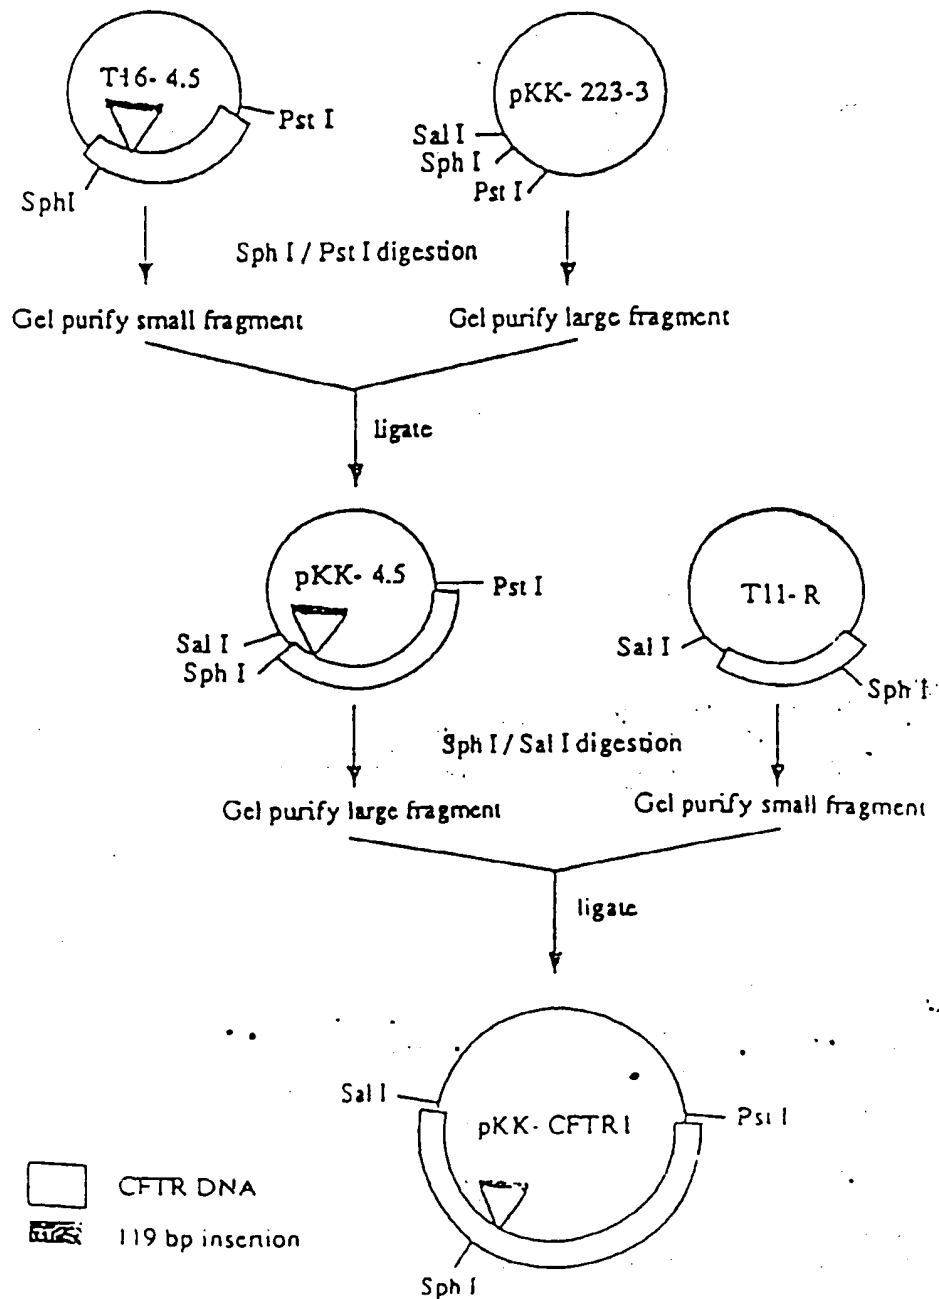 T16-4.5
Pst I
SphI
pKK-223-3
Sal I
Sph I
Pst I
Sph I / Pst I digestion
Gel purify small fragment
Gel purify large fragment
ligate
pKK-4.5
Pst I
Sal I
Sph I
T11-R
Sal I
Sph I
Sph I / Sal I digestion
Gel purify large fragment
Gel purify small fragment
ligate
Sal I
pKK-CFTR1
Pst I
Sph I
CFTR DNA
119 bp insertion